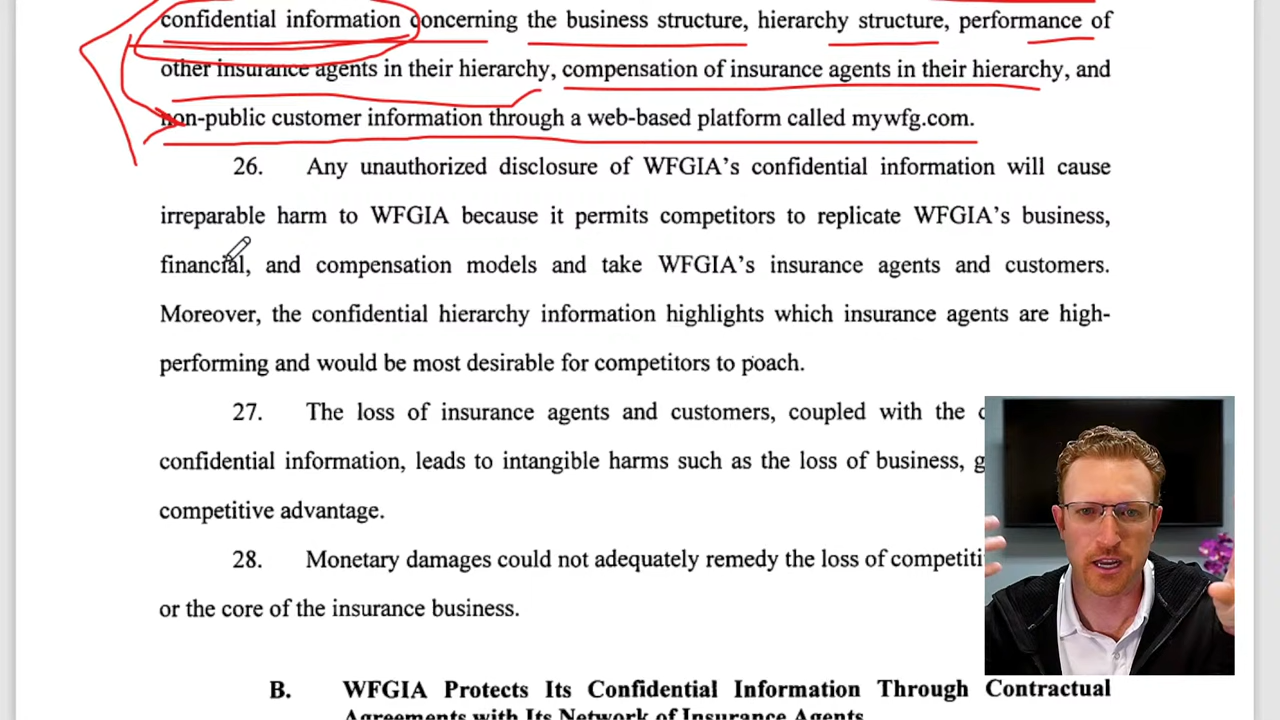 confidential information concerning the business structure, hierarchy structure, performance of
other insurance agents in their hierarchy, compensation of insurance agents in their hierarchy, and
non-public customer information through a web-based platform called mywfg.com.
26. Any unauthorized disclosure of WFGIA’s confidential information will cause
irreparable harm to WFGIA because it permits competitors to replicate WFGIA’s business,
financial, and compensation models and take WFGIA’s insurance agents and customers.
Moreover, the confidential hierarchy information highlights which insurance agents are high-
performing and would be most desirable for competitors to poach.
27. The loss of insurance agents and customers, coupled with the
confidential information, leads to intangible harms such as the loss of business,
competitive advantage.
28. Monetary damages could not adequately remedy the loss of
or the core of the insurance business.
B. WFGIA Protects Its Confidential Information Through Contractual
Agreements with Its Network of Insurance Agents